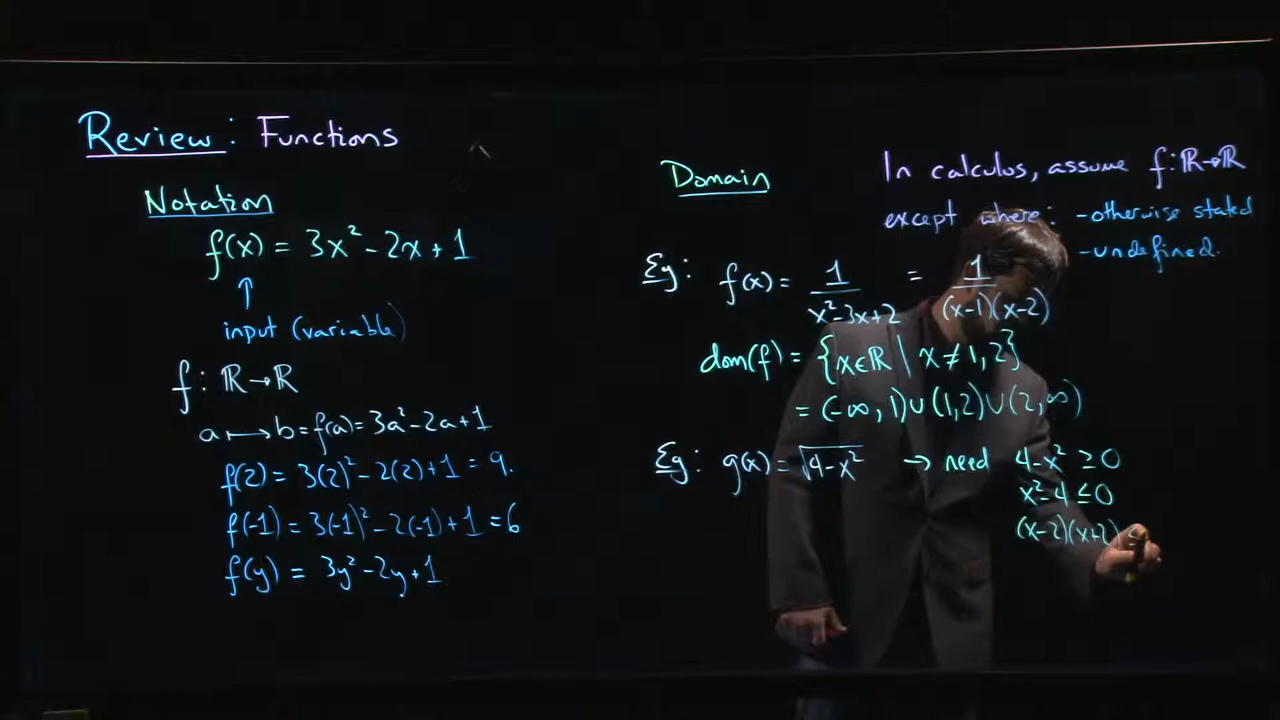 Review: Functions
Notation
f(x) = 3x² - 2x + 1
↑
input (variable)
f: ℝ→ℝ
a ↦ b = f(a) = 3a² - 2a + 1
f(2) = 3(2)² - 2(2) + 1 = 9.
f(-1) = 3(-1)² - 2(-1) + 1 = 6
f(y) = 3y² - 2y + 1
Domain
In calculus, assume f: ℝ→ℝ
except where: - otherwise stated
- undefined.
Eg: f(x) = 1/(x²-3x+2) = 1/((x-1)(x-2))
dom(f) = {x∈ℝ | x ≠ 1, 2}
= (-∞, 1)∪(1,2)∪(2,∞)
Eg: g(x) = √(4-x²) → need 4-x² ≥ 0
x²-4 ≤ 0
(x-2)(x+2)